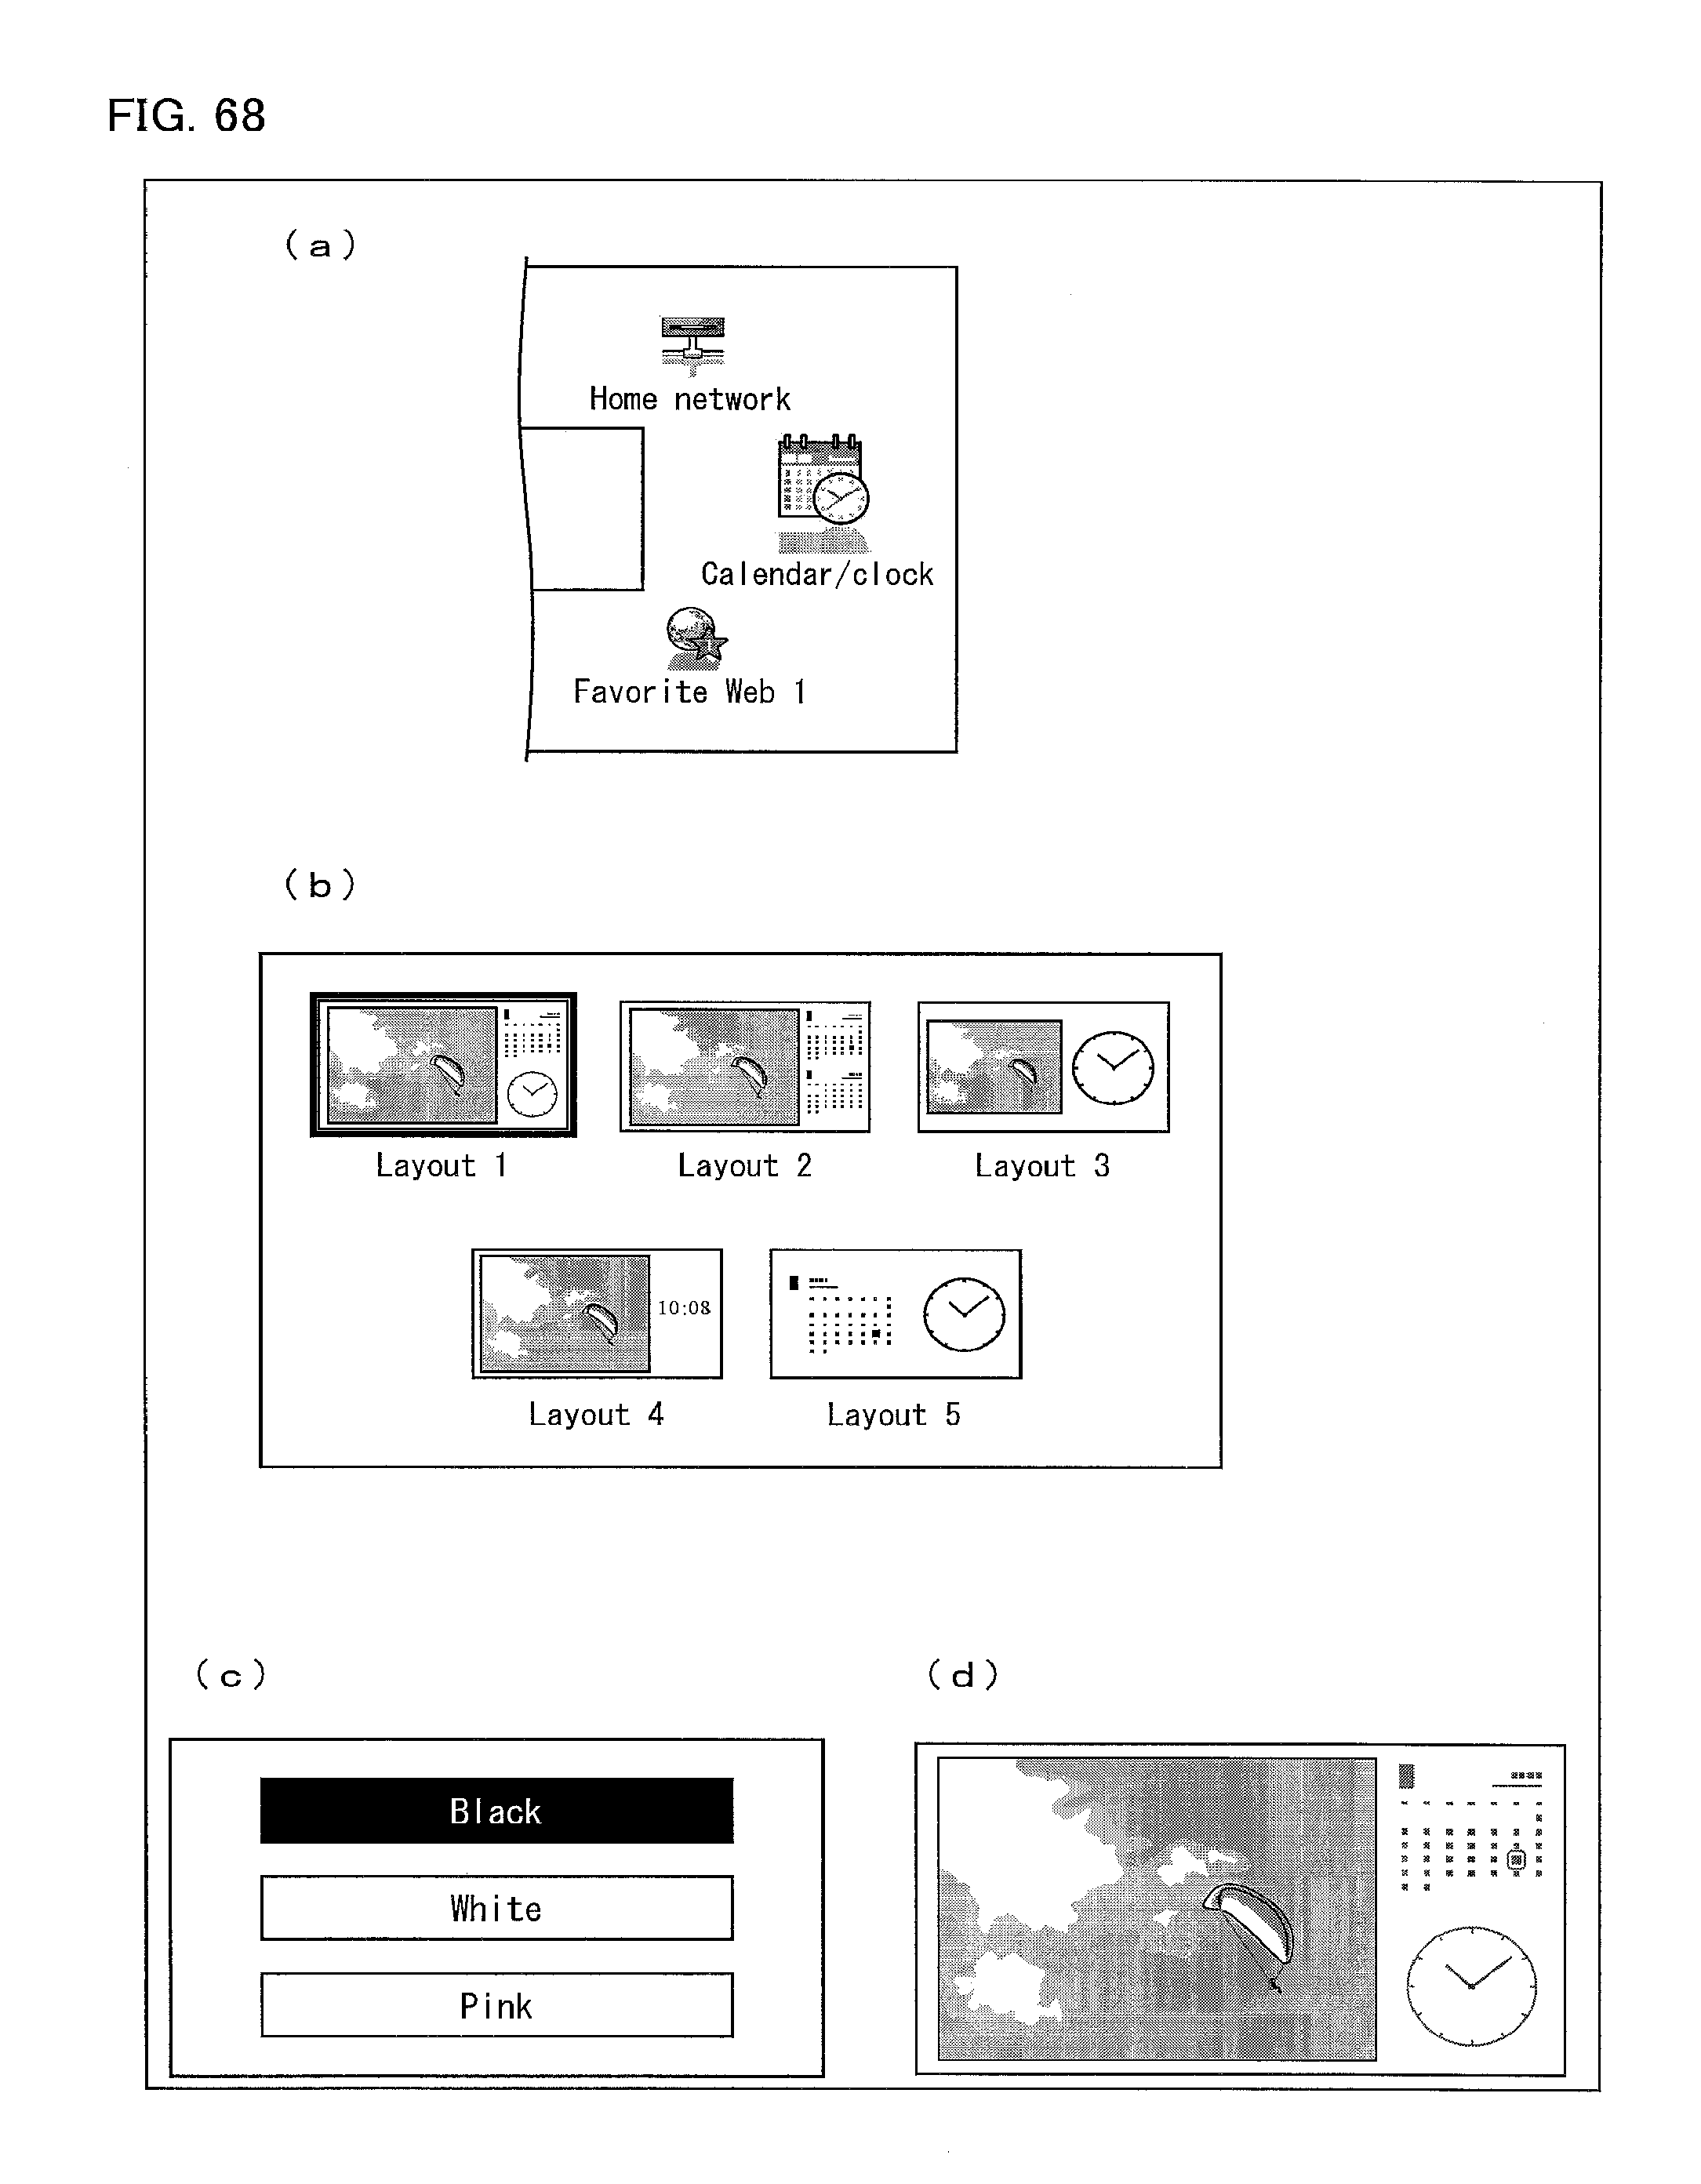 FIG. 68
(a)
Home network
Calendar/clock
Favorite Web 1
(b)
Layout 1
Layout 2
Layout 3
10:08
Layout 4
Layout 5
(c)
Black
White
Pink
(d)